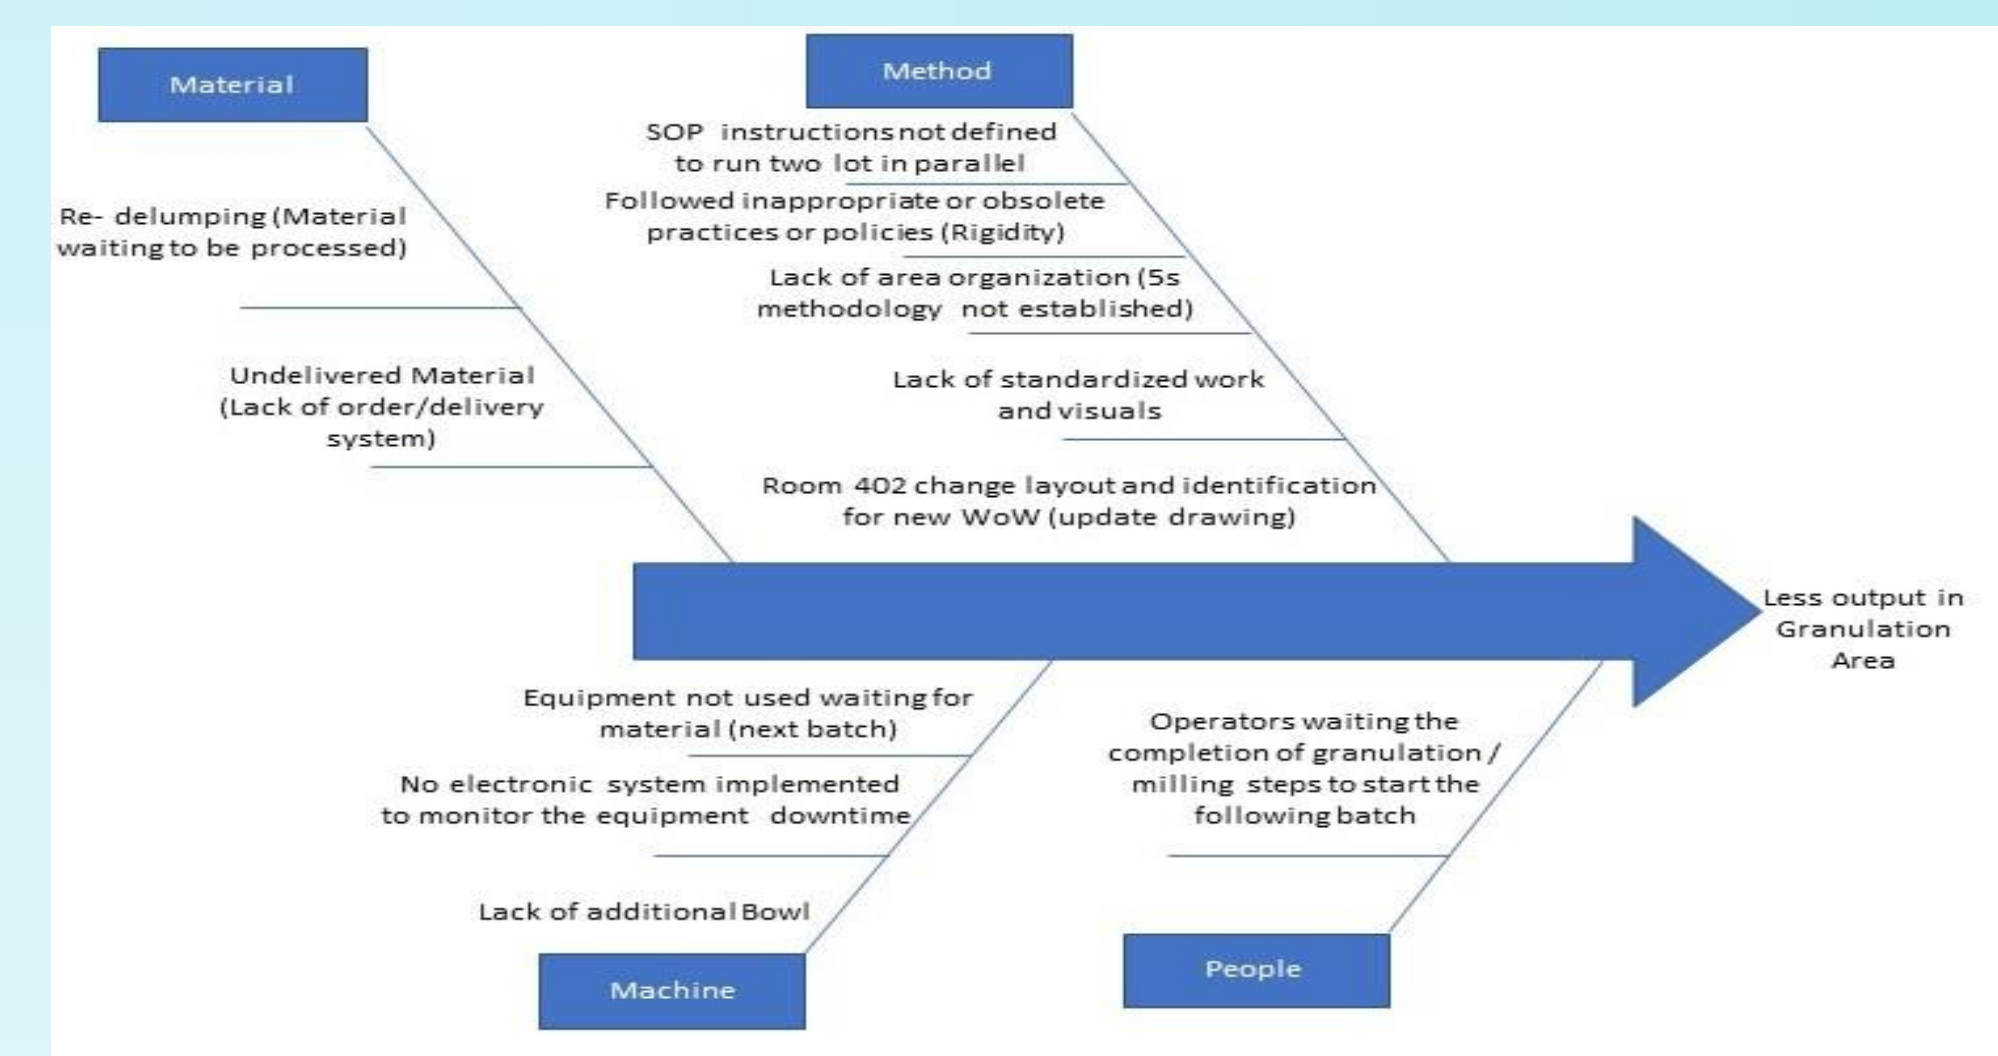 Material
Re- delumping (Material
waiting to be processed)
Undelivered Material
(Lack of order/delivery
system)
Method
SOP instructions not defined
to run two lot in parallel
Followed inappropriate or obsolete
practices or policies (Rigidity)
Lack of area organization (5s
methodology not established)
Lack of standardized work
and visuals
Room 402 change layout and identification
for new WoW (update drawing)
Less output in
Granulation
Area
Equipment not used waiting for
material (next batch)
No electronic system implemented
to monitor the equipment downtime
Lack of additional Bowl
Machine
Operators waiting the
completion of granulation /
milling steps to start the
following batch
People